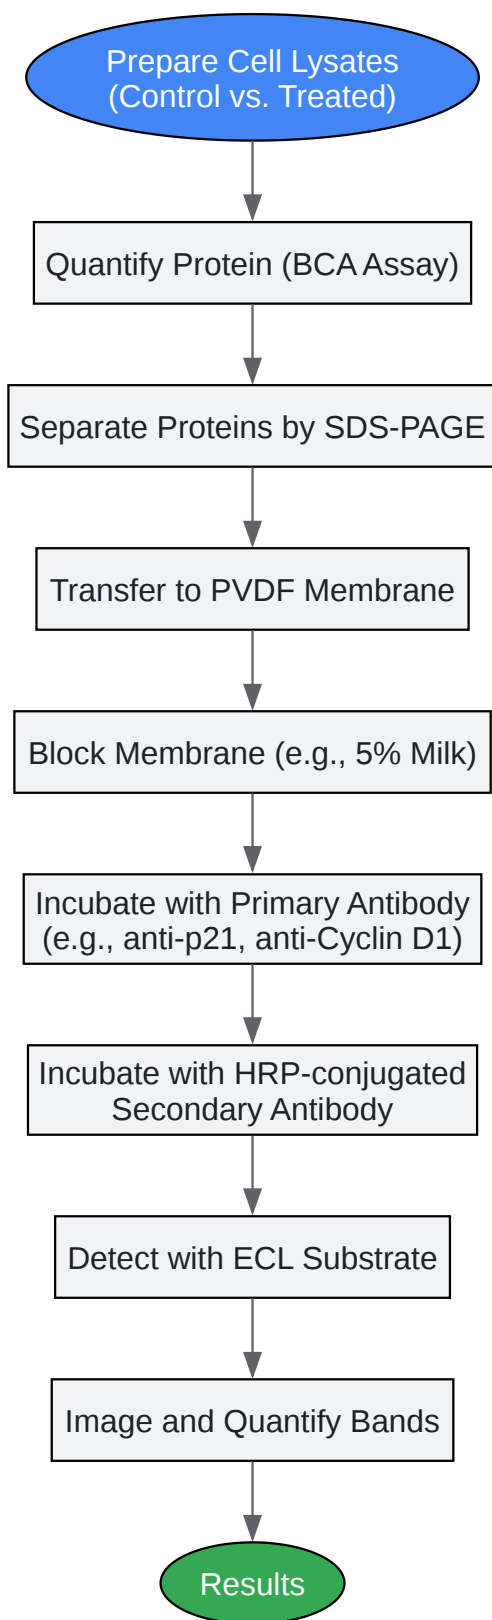 Prepare Cell Lysates
(Control vs. Treated)
Quantify Protein (BCA Assay)
Separate Proteins by SDS-PAGE
Transfer to PVDF Membrane
Block Membrane (e.g., 5% Milk)
Incubate with Primary Antibody
(e.g., anti-p21, anti-Cyclin D1)
Incubate with HRP-conjugated
Secondary Antibody
Detect with ECL Substrate
Image and Quantify Bands
Results